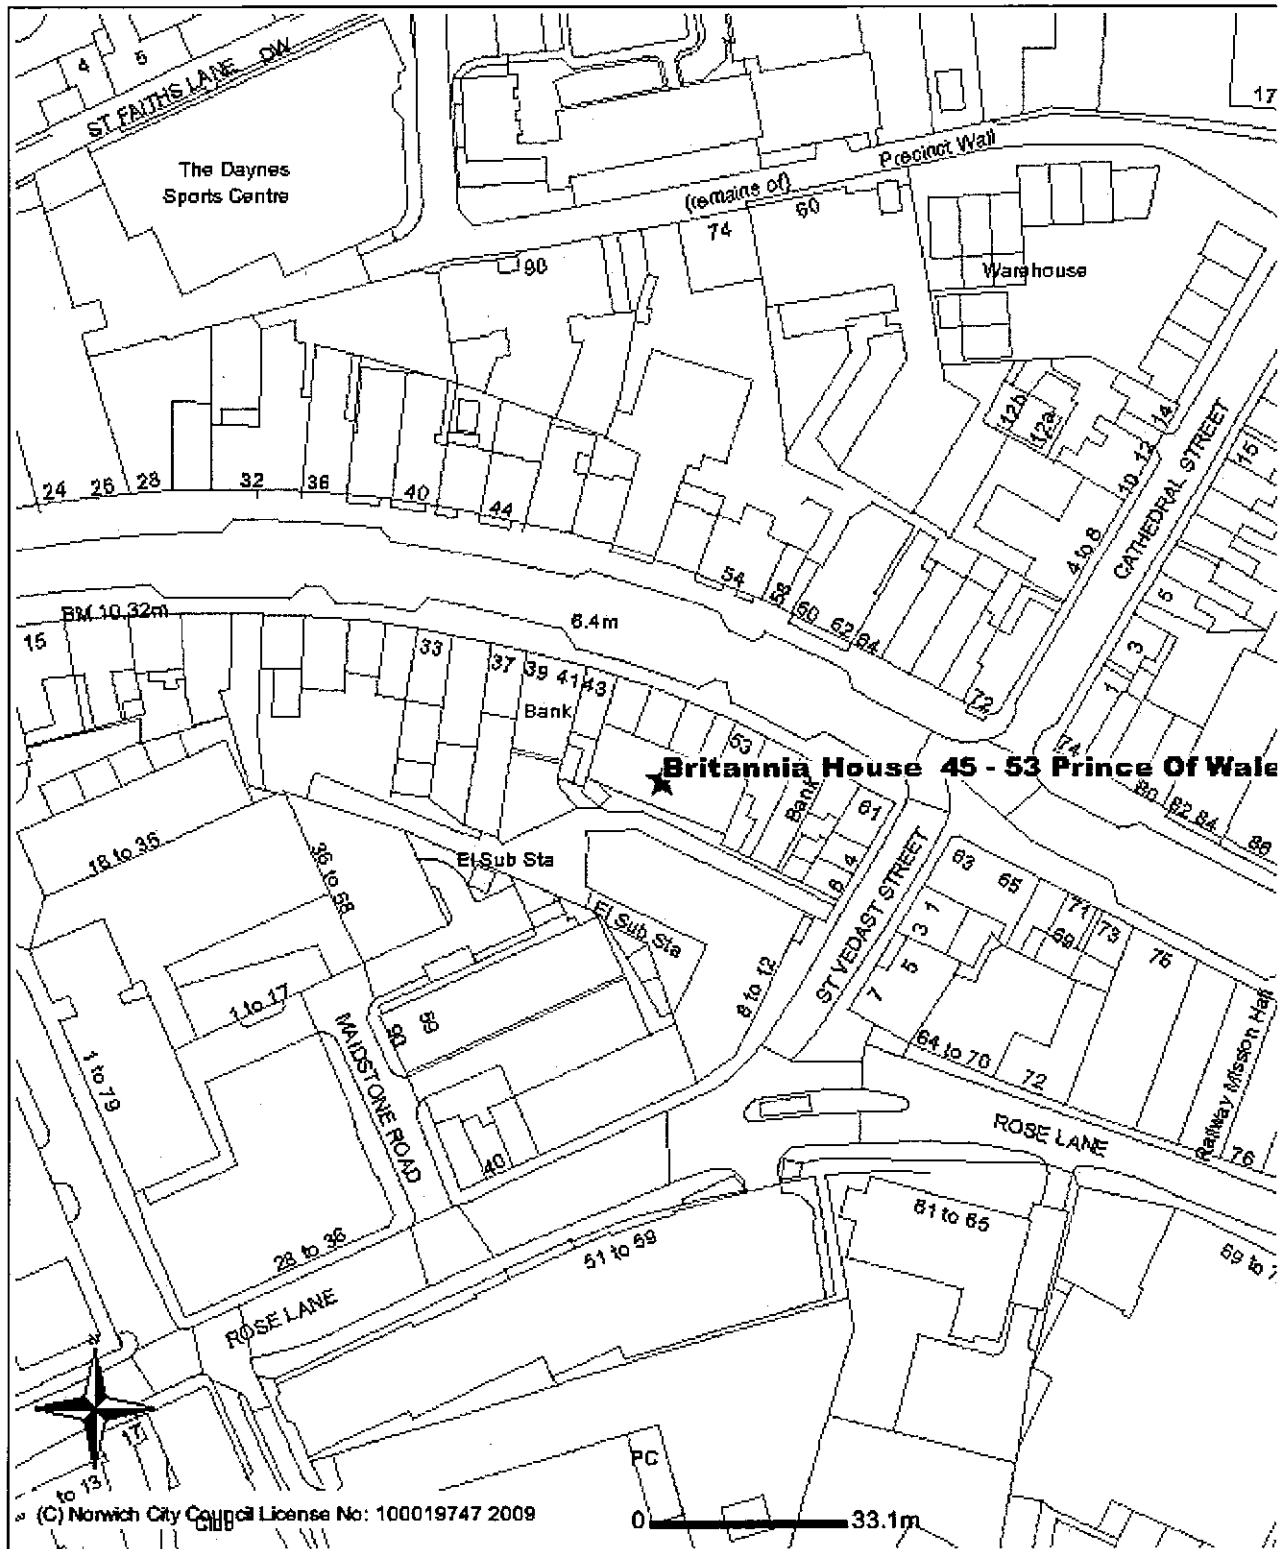 4
5
ST FAITHS LANE
DW
17
The Daynes
Sports Centre
Precinct Wall
(remains of)
60
74
90
Warehouse
12b
12a
14
12
10
15
CATHEDRAL STREET
4 to 8
5
3
1
24
26
28
32
36
40
44
54
58
60
62
64
72
BM 10.32m
6.4m
15
33
37
39
41
43
Bank
53
Britannia House 45 - 53 Prince Of Wale
74
80
82
84
86
Bank
61
4
6
ST VEDAST STREET
18 to 35
36 to 58
El Sub Sta
El Sub Sta
63
65
71
69
73
75
1
3
5
7
8 to 12
1 to 17
MAIDSTONE ROAD
90
59
1 to 79
64 to 70
72
Railway Mission Hall
76
ROSE LANE
40
28 to 36
51 to 59
61 to 65
69 to 7
ROSE LANE
17
to 13
PC
(C) Norwich City Council License No: 100019747 2009
Club
0
33.1m